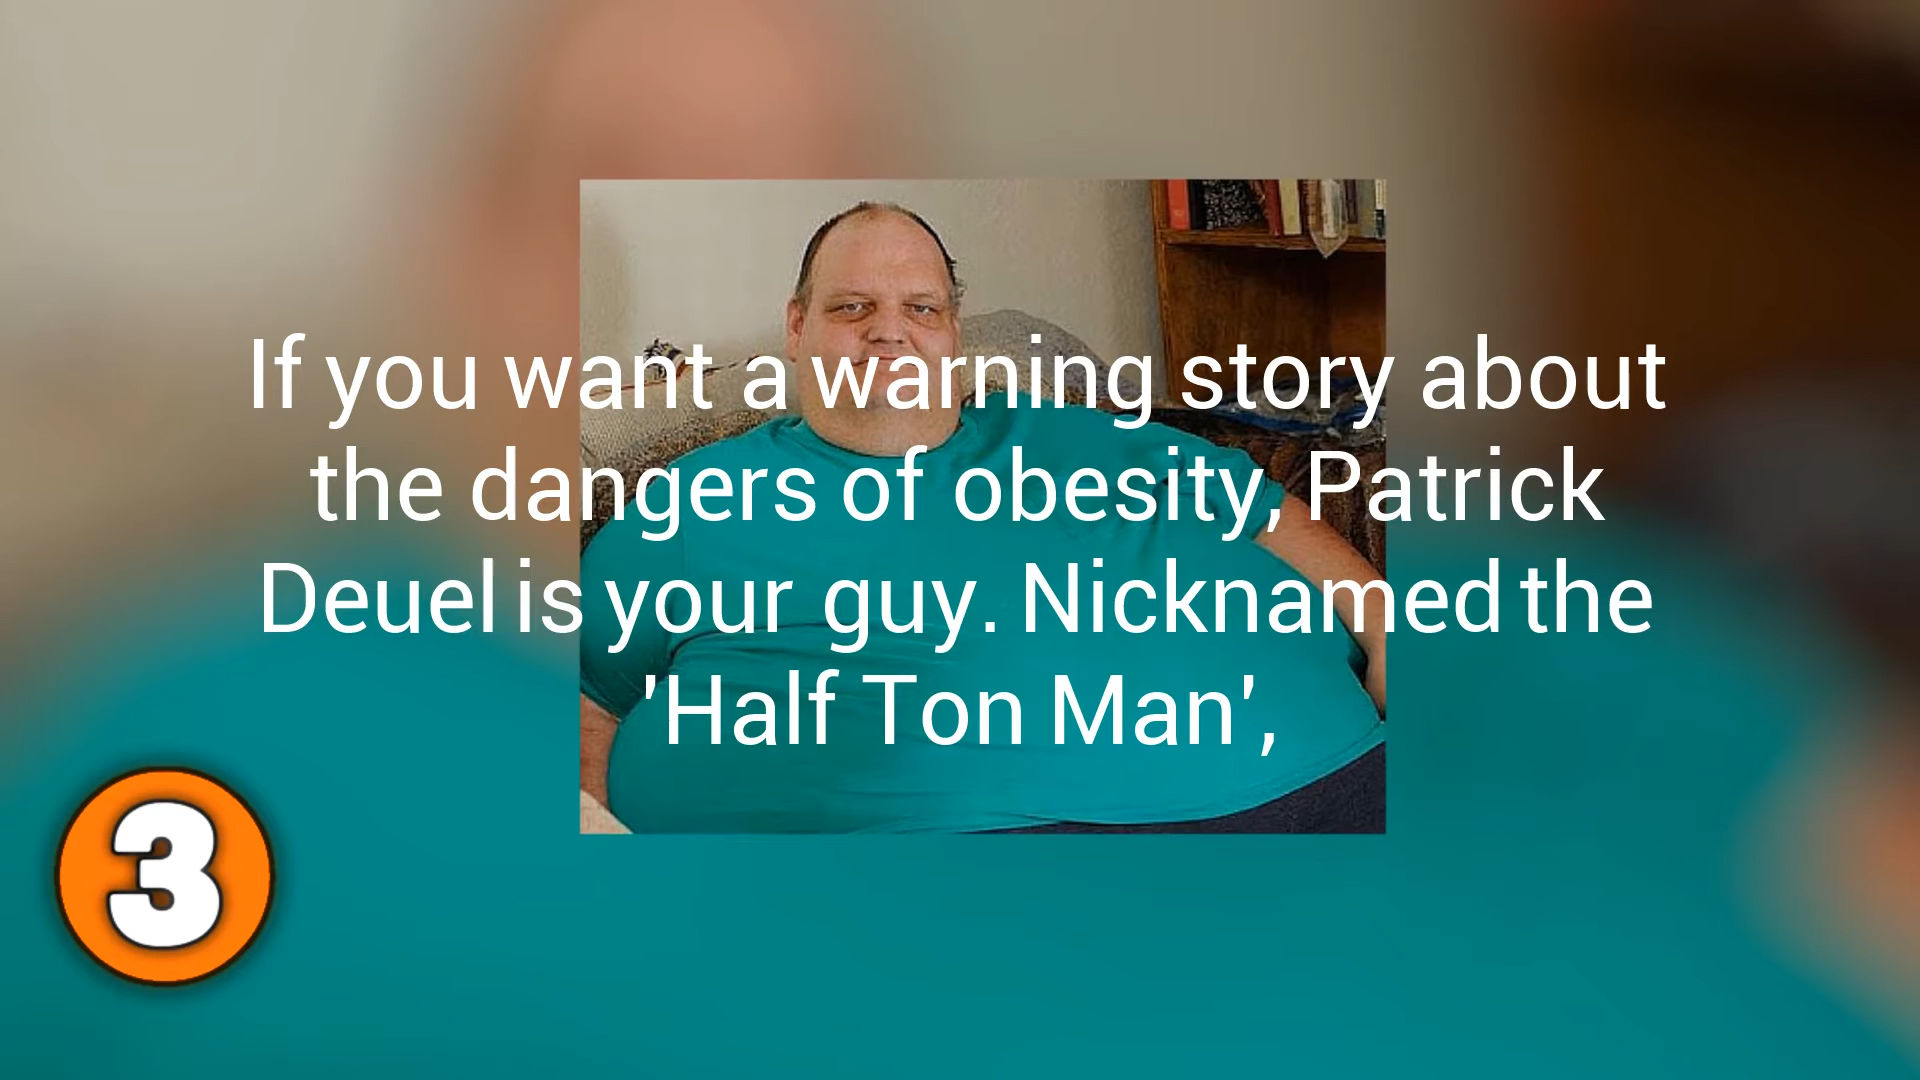 If you want a warning story about
the dangers of obesity, Patrick
Deuel is your guy. Nicknamed the
'Half Ton Man',
3